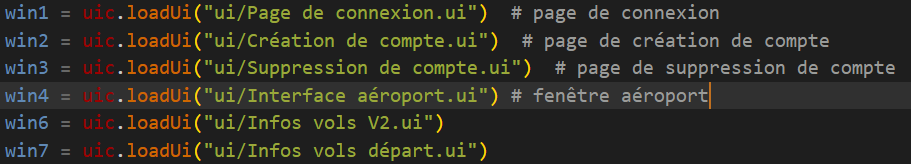 win1 = uic.loadUi("ui/Page de connexion.ui")  # page de connexion
win2 = uic.loadUi("ui/Création de compte.ui")  # page de création de compte
win3 = uic.loadUi("ui/Suppression de compte.ui")  # page de suppression de compte
win4 = uic.loadUi("ui/Interface aéroport.ui") # fenêtre aéroport
win6 = uic.loadUi("ui/Infos vols V2.ui")
win7 = uic.loadUi("ui/Infos vols départ.ui")